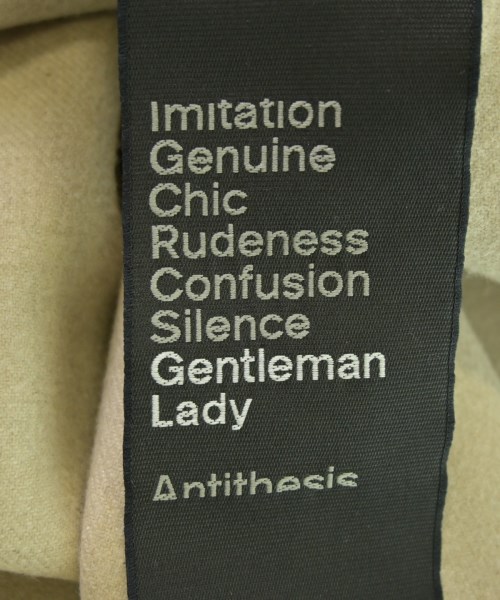 Imitation
Genuine
Chic
Rudeness
Confusion
Silence
Gentleman
Lady
Antithesis